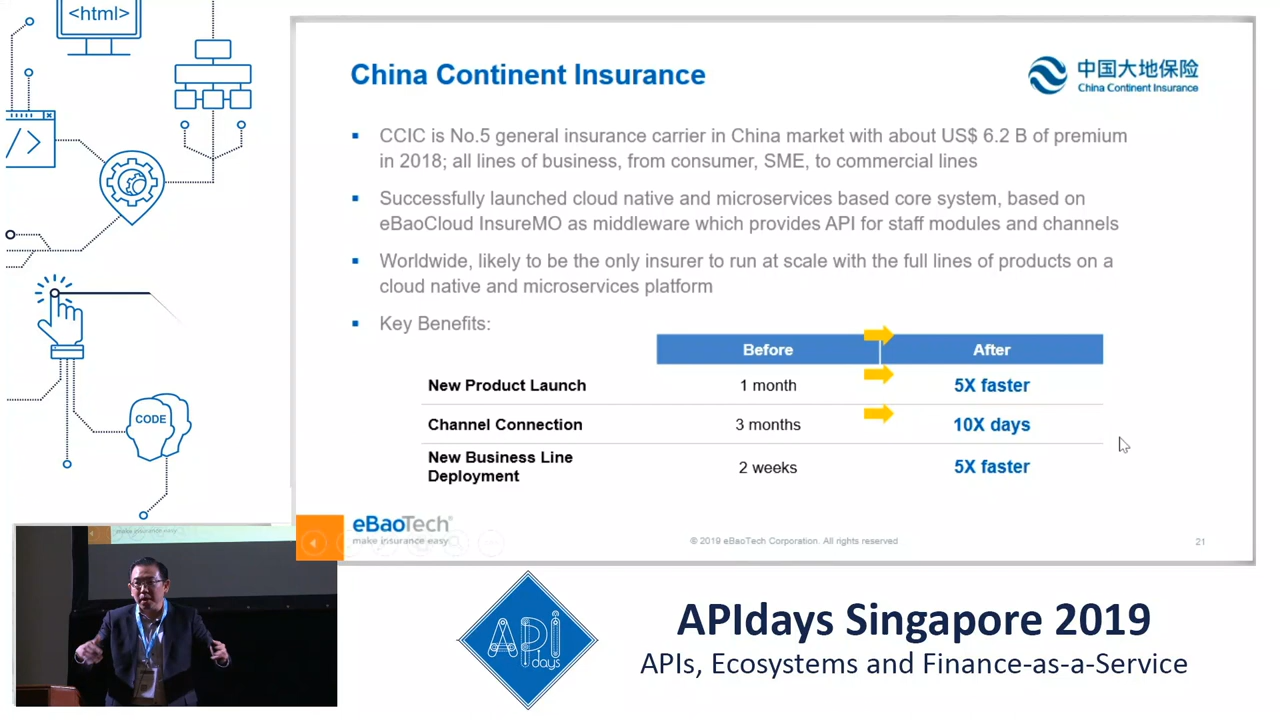 <html>
</>
CODE
China Continent Insurance
中国大地保险
China Continent Insurance
CCIC is No.5 general insurance carrier in China market with about US$ 6.2 B of premium
in 2018; all lines of business, from consumer, SME, to commercial lines
Successfully launched cloud native and microservices based core system, based on
eBaoCloud InsureMO as middleware which provides API for staff modules and channels
Worldwide, likely to be the only insurer to run at scale with the full lines of products on a
cloud native and microservices platform
Key Benefits:
Before After
New Product Launch 1 month 5X faster
Channel Connection 3 months 10X days
New Business Line
Deployment 2 weeks 5X faster
eBaoTech®
make insurance easy
© 2019 eBaoTech Corporation. All rights reserved
21
make insurance easy
API
days
APIdays Singapore 2019
APIs, Ecosystems and Finance-as-a-Service